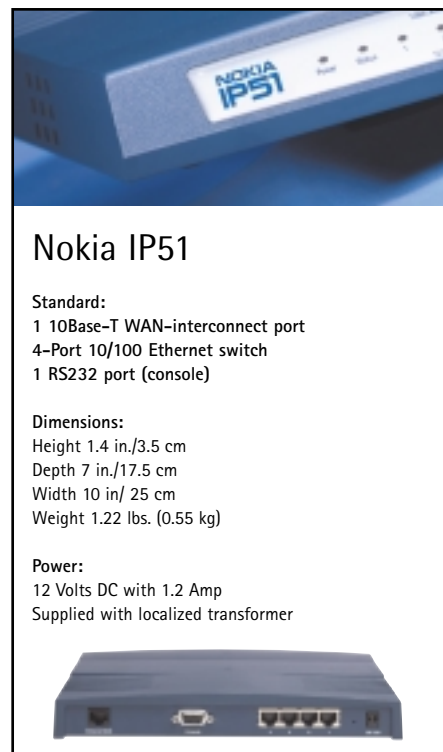 NOKIA
IP51
Power
Status
1
Nokia IP51
Standard:
1 10Base-T WAN-interconnect port
4-Port 10/100 Ethernet switch
1 RS232 port (console)
Dimensions:
Height 1.4 in./3.5 cm
Depth 7 in./17.5 cm
Width 10 in/ 25 cm
Weight 1.22 lbs. (0.55 kg)
Power:
12 Volts DC with 1.2 Amp
Supplied with localized transformer